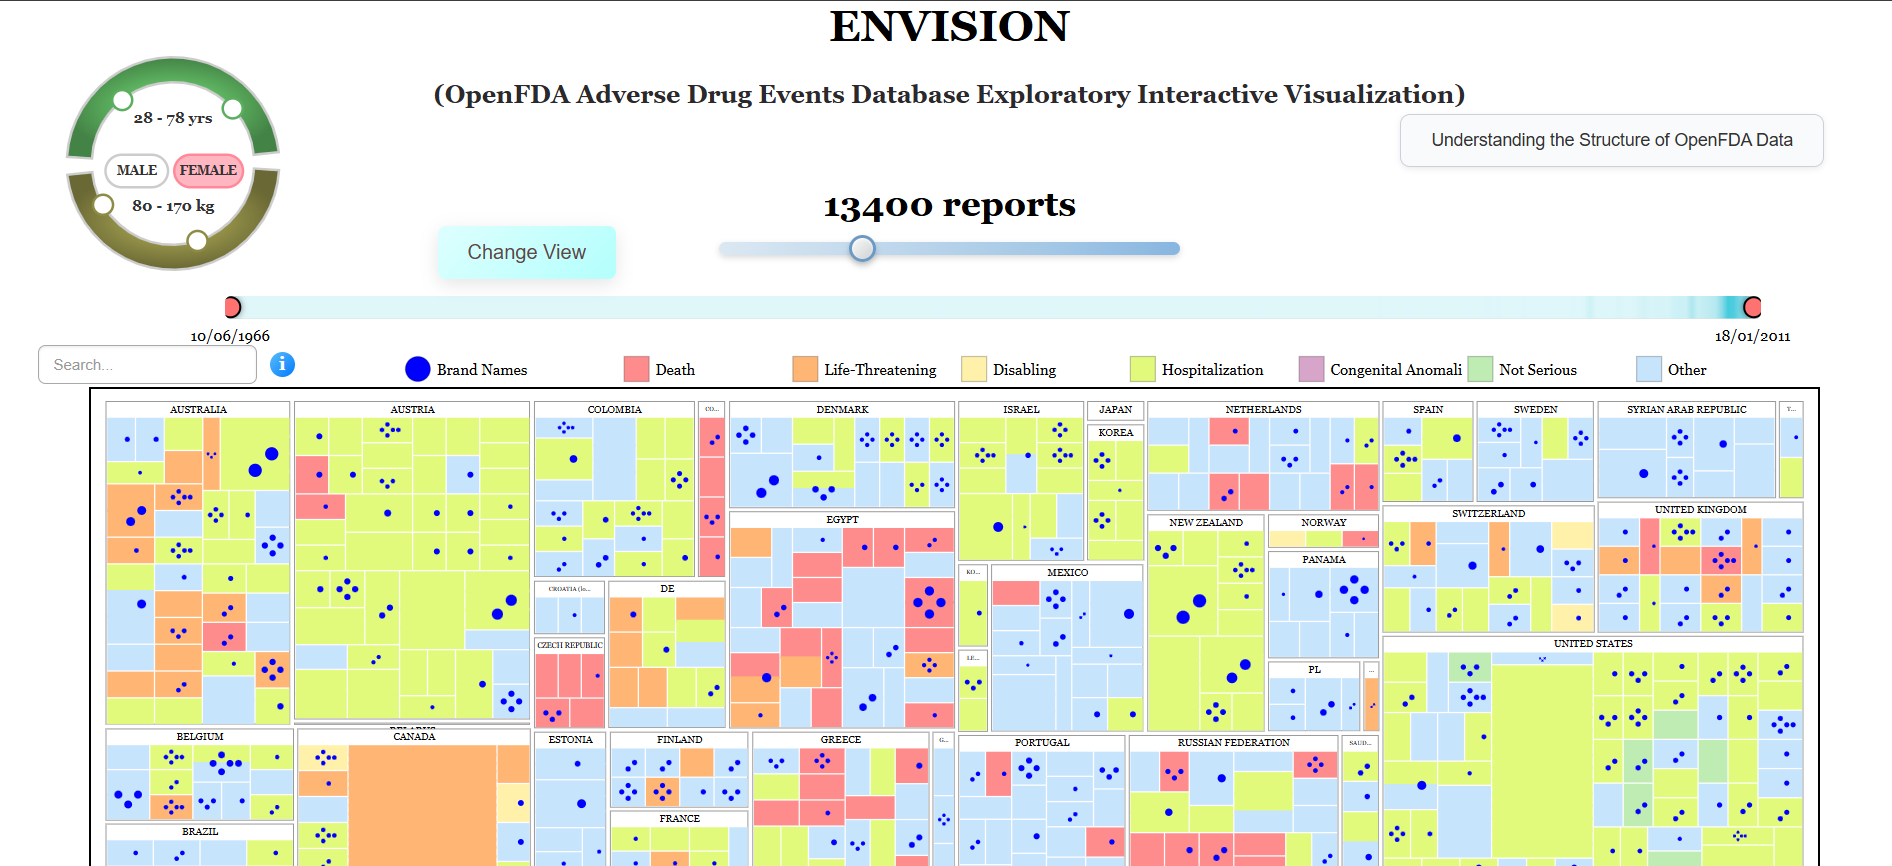 ENVISION
(OpenFDA Adverse Drug Events Database Exploratory Interactive Visualization)
28 - 78 yrs
MALE FEMALE
80 - 170 kg
Understanding the Structure of OpenFDA Data
13400 reports
Change View
10/06/1966
18/01/2011
Search...
i
Brand Names
Death
Life-Threatening
Disabling
Hospitalization
Congenital Anomali
Not Serious
Other
AUSTRALIA
AUSTRIA
COLOMBIA
CO...
DENMARK
ISRAEL
JAPAN
NETHERLANDS
SPAIN
SWEDEN
SYRIAN ARAB REPUBLIC
T...
KOREA
EGYPT
NEW ZEALAND
NORWAY
SWITZERLAND
UNITED KINGDOM
PANAMA
KO...
MEXICO
CROATIA (lo...
DE
CZECH REPUBLIC
LE...
PL
...
UNITED STATES
BELGIUM
CANADA
ESTONIA
FINLAND
GREECE
G...
PORTUGAL
RUSSIAN FEDERATION
SAUD...
FRANCE
BRAZIL